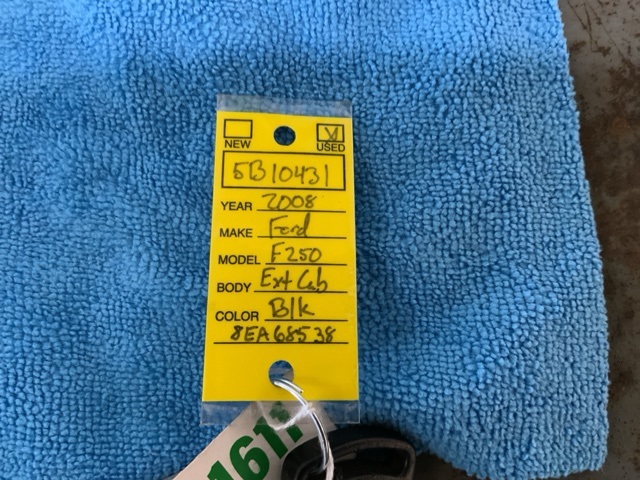 NEW USED
5B10431
YEAR 2008
MAKE Ford
MODEL F250
BODY Ext Cab
COLOR Blk
8EA68538